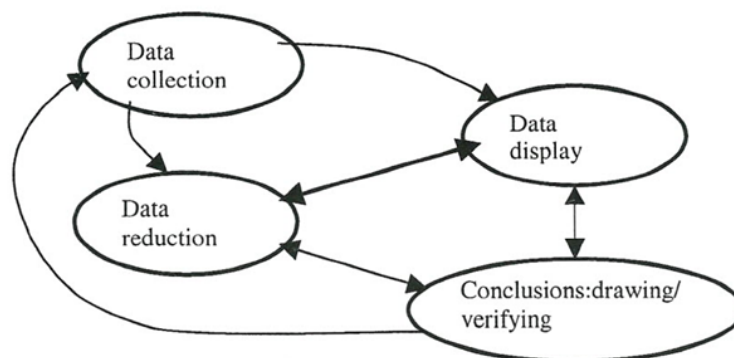 Data
collection
Data
display
Data
reduction
Conclusions:drawing/
verifying